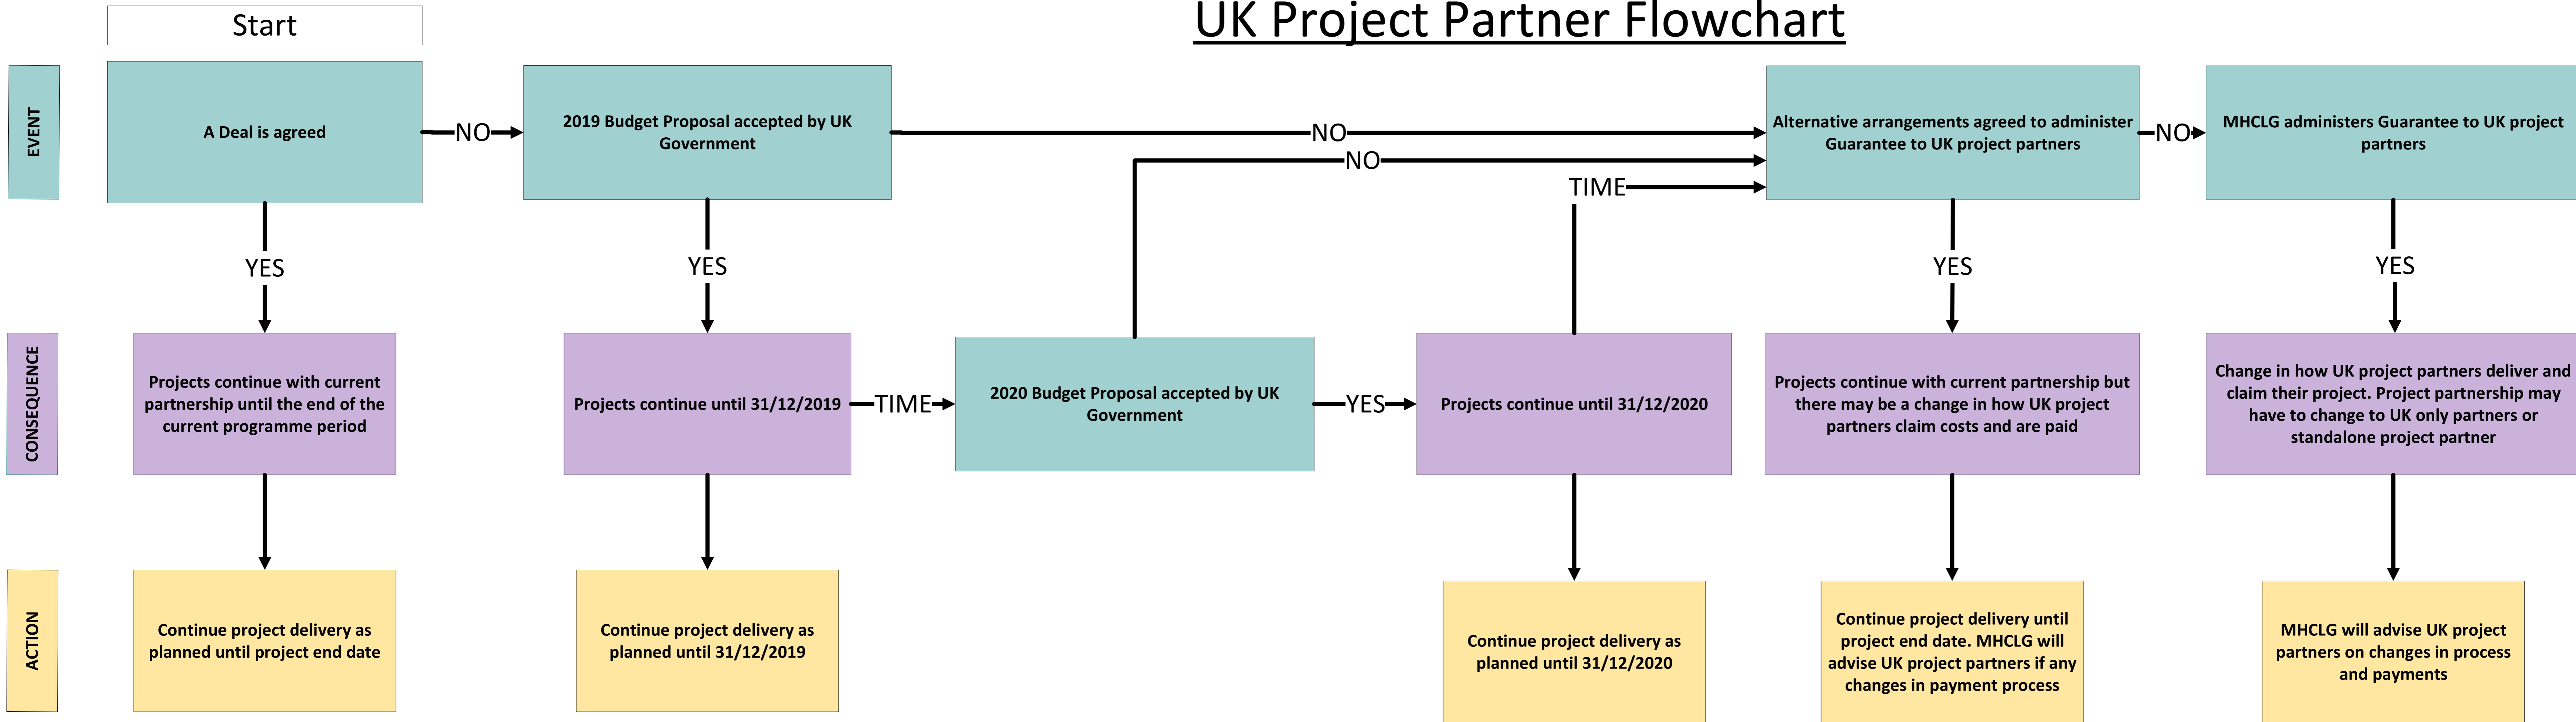 UK Project Partner Flowchart
Start
EVENT
A Deal is agreed
NO
2019 Budget Proposal accepted by UK
Government
NO
NO
TIME
Alternative arrangements agreed to administer
Guarantee to UK project partners
NO
MHCLG administers Guarantee to UK project
partners
YES
YES
YES
YES
CONSEQUENCE
Projects continue with current
partnership until the end of the
current programme period
Projects continue until 31/12/2019
TIME
2020 Budget Proposal accepted by UK
Government
YES
Projects continue until 31/12/2020
Projects continue with current partnership but
there may be a change in how UK project
partners claim costs and are paid
Change in how UK project partners deliver and
claim their project. Project partnership may
have to change to UK only partners or
standalone project partner
ACTION
Continue project delivery as
planned until project end date
Continue project delivery as
planned until 31/12/2019
Continue project delivery as
planned until 31/12/2020
Continue project delivery until
project end date. MHCLG will
advise UK project partners if any
changes in payment process
MHCLG will advise UK project
partners on changes in process
and payments